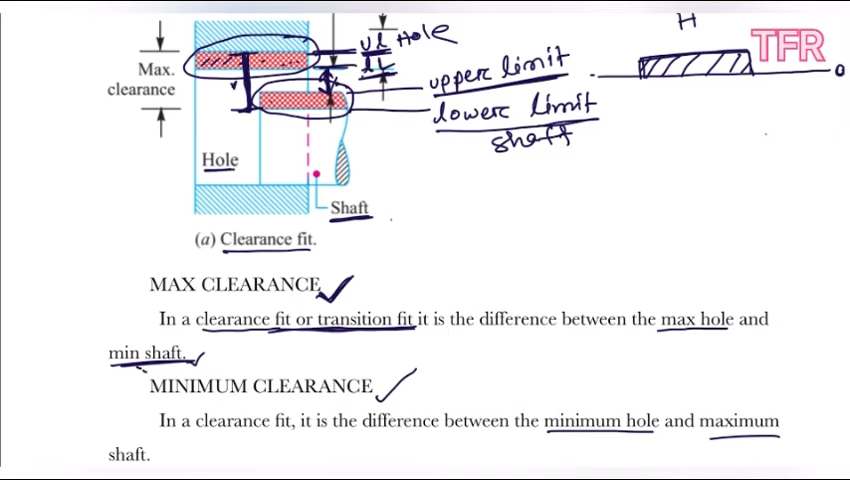 H
TFR
ul Hole
Max.
clearance
lL
upper limit
0
lower limit
shaft
Hole
Shaft
(a) Clearance fit.
MAX CLEARANCE
In a clearance fit or transition fit it is the difference between the max hole and
min shaft.
MINIMUM CLEARANCE
In a clearance fit, it is the difference between the minimum hole and maximum
shaft.